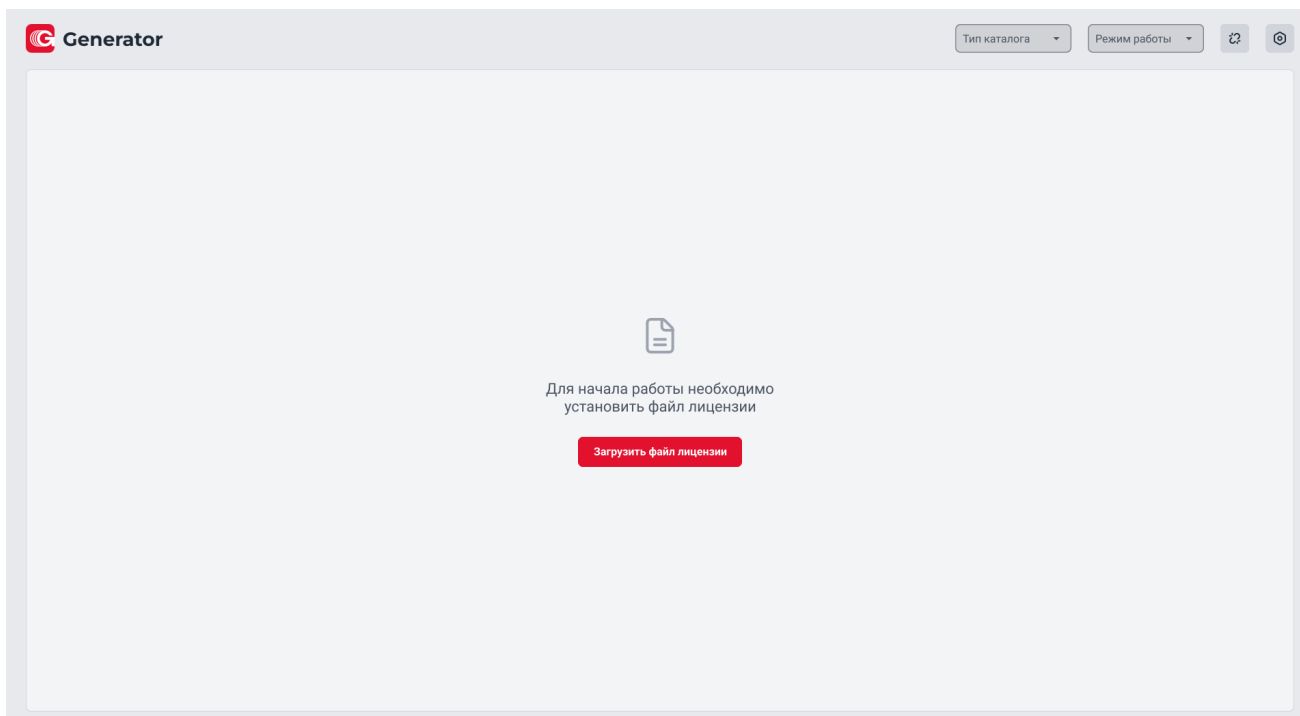 Generator
Тип каталога
Режим работы
Для начала работы необходимо
установить файл лицензии
Загрузить файл лицензии